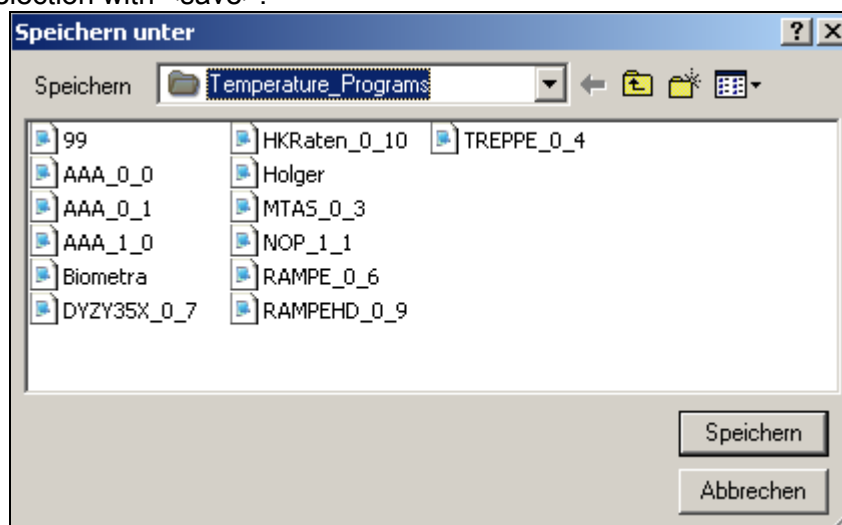 Speichern unter
Speichern Temperature_Programs
99 HKRaten_0_10 TREPPE_0_4
AAA_0_0 Holger
AAA_0_1 MTAS_0_3
AAA_1_0 NOP_1_1
Biometra RAMPE_0_6
DYZY35X_0_7 RAMPEHD_0_9
Speichern
Abbrechen